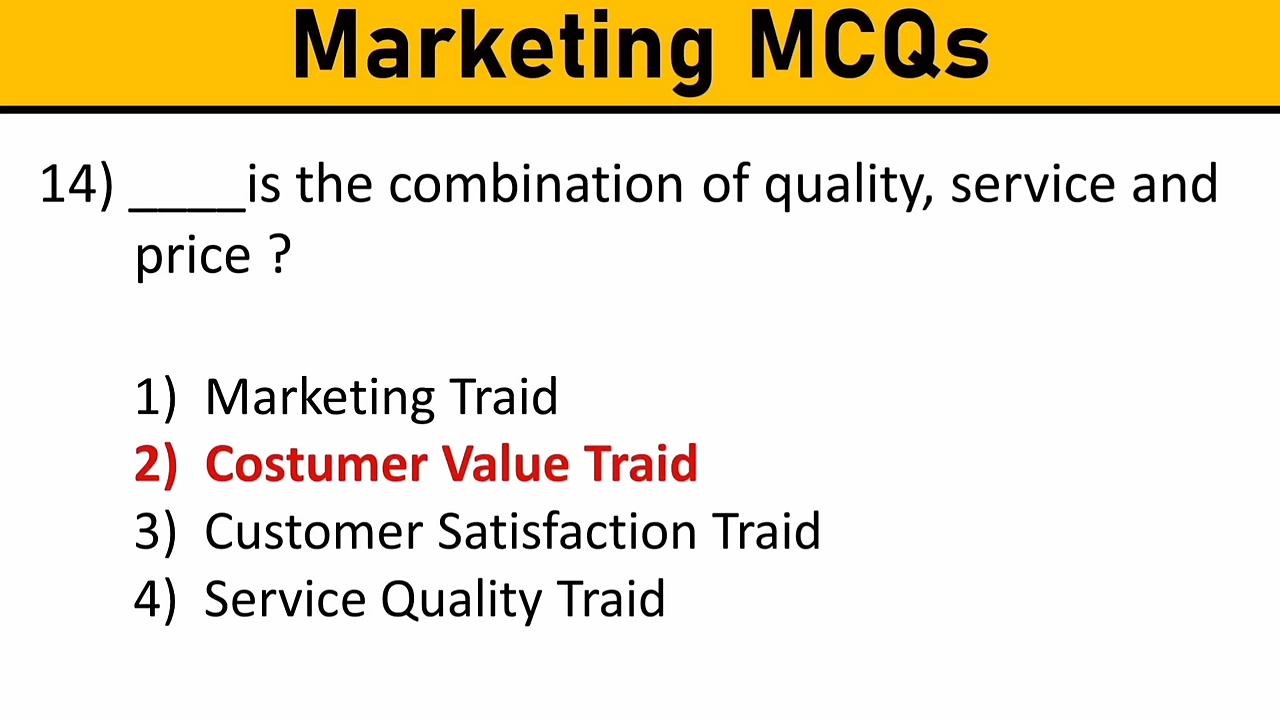 Marketing MCQs
14) ____is the combination of quality, service and
price ?
1) Marketing Traid
2) Costumer Value Traid
3) Customer Satisfaction Traid
4) Service Quality Traid